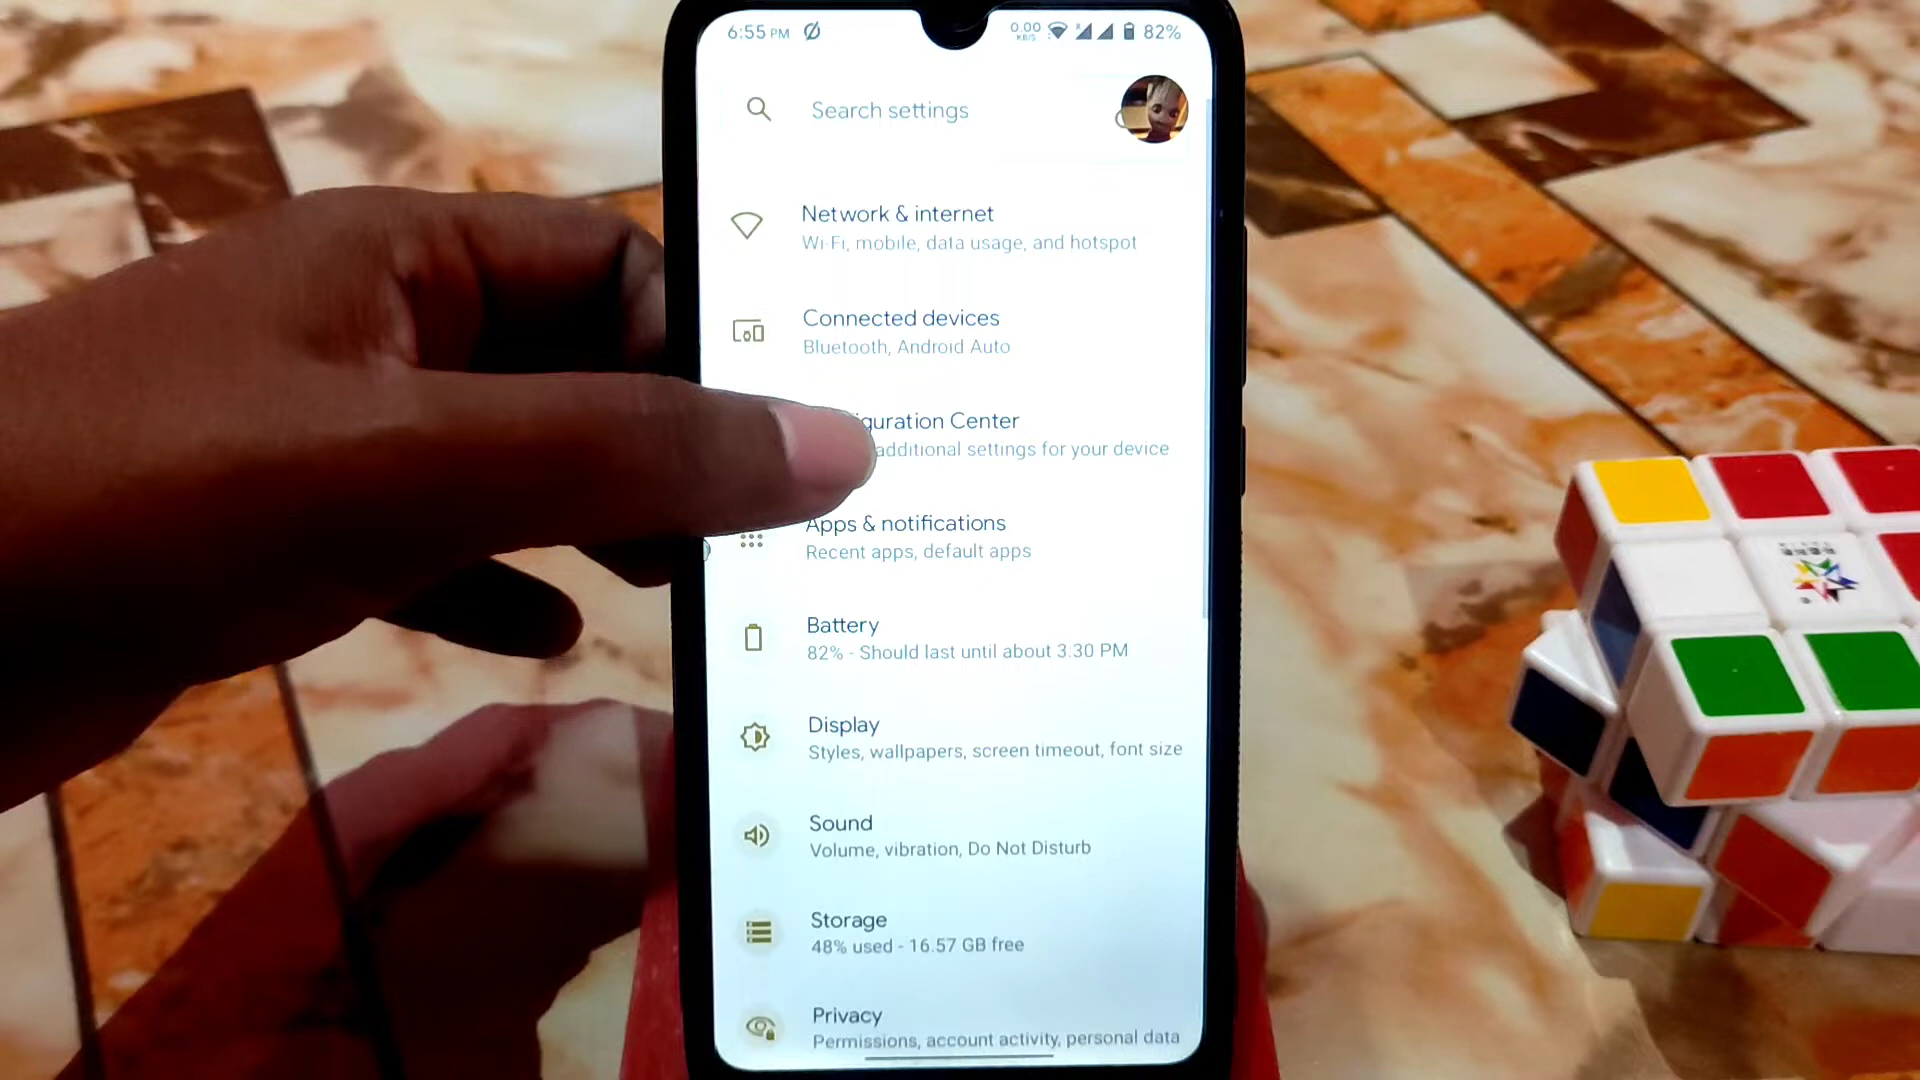 6:55 PM 0.00 KB/S 82%
Search settings
Network & internet
Wi-Fi, mobile, data usage, and hotspot
Connected devices
Bluetooth, Android Auto
guration Center
additional settings for your device
Apps & notifications
Recent apps, default apps
Battery
82% - Should last until about 3:30 PM
Display
Styles, wallpapers, screen timeout, font size
Sound
Volume, vibration, Do Not Disturb
Storage
48% used - 16.57 GB free
Privacy
Permissions, account activity, personal data